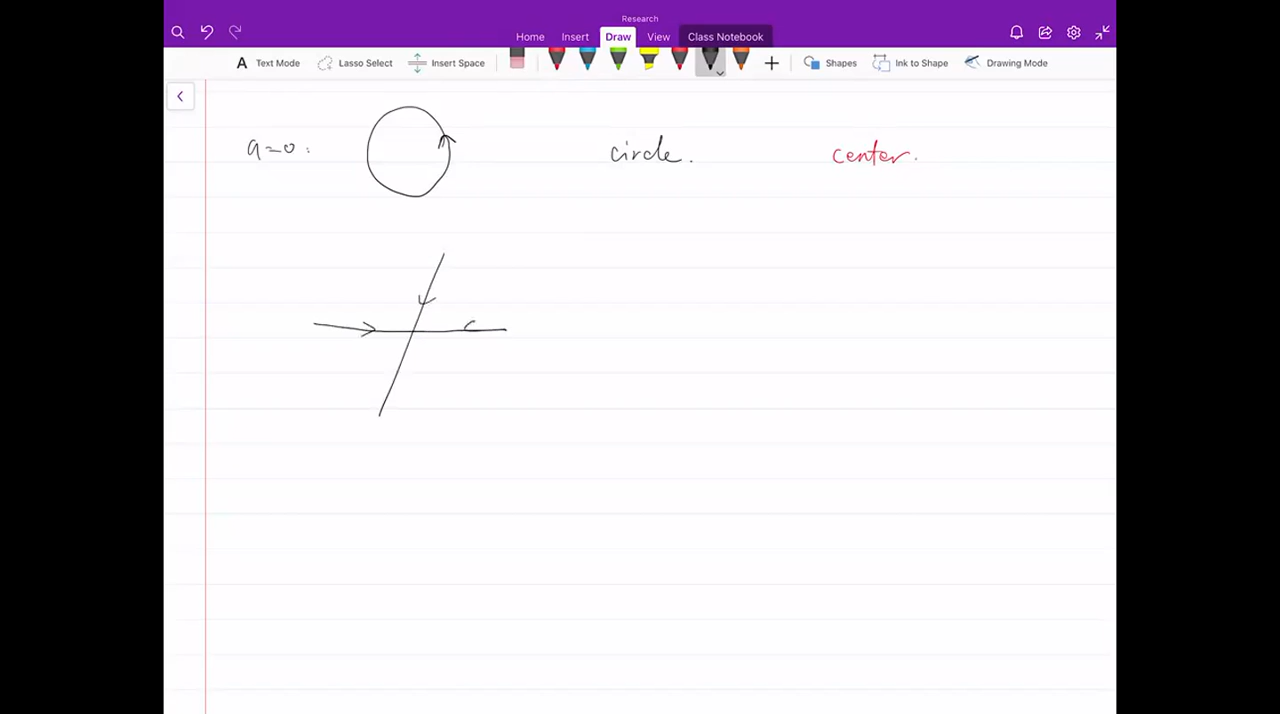 Research
Home Insert Draw View Class Notebook
A Text Mode Lasso Select Insert Space Shapes Ink to Shape Drawing Mode
a=0: circle. center.